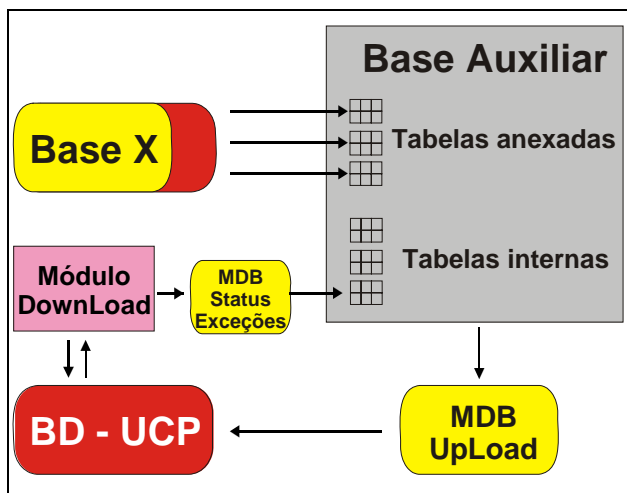 Base Auxiliar
Base X
Tabelas anexadas
Tabelas internas
Módulo
DownLoad
MDB
Status
Exceções
BD - UCP
MDB
UpLoad